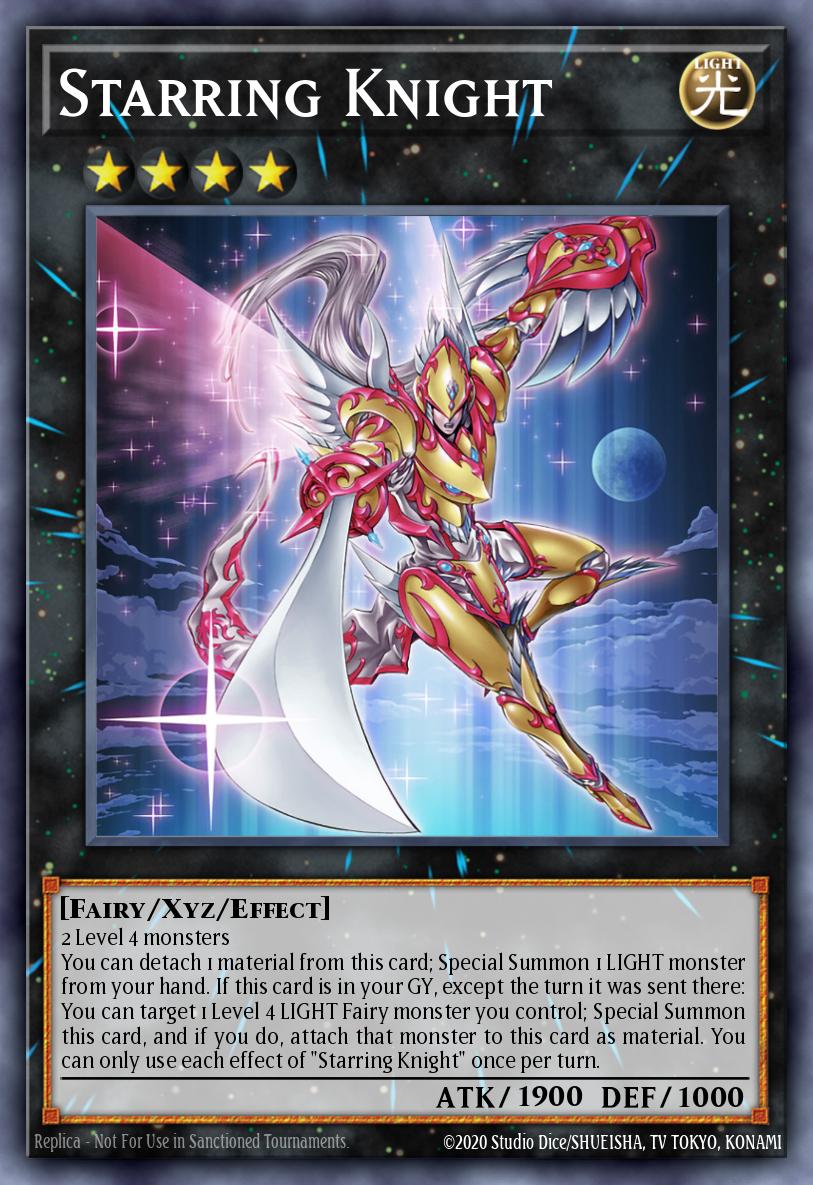 Starring Knight
LIGHT
光
[Fairy/Xyz/Effect]
2 Level 4 monsters
You can detach 1 material from this card; Special Summon 1 LIGHT monster
from your hand. If this card is in your GY, except the turn it was sent there:
You can target 1 Level 4 LIGHT Fairy monster you control; Special Summon
this card, and if you do, attach that monster to this card as material. You
can only use each effect of "Starring Knight" once per turn.
ATK/ 1900 DEF/ 1000
Replica - Not For Use in Sanctioned Tournaments.
©2020 Studio Dice/SHUEISHA, TV TOKYO, KONAMI